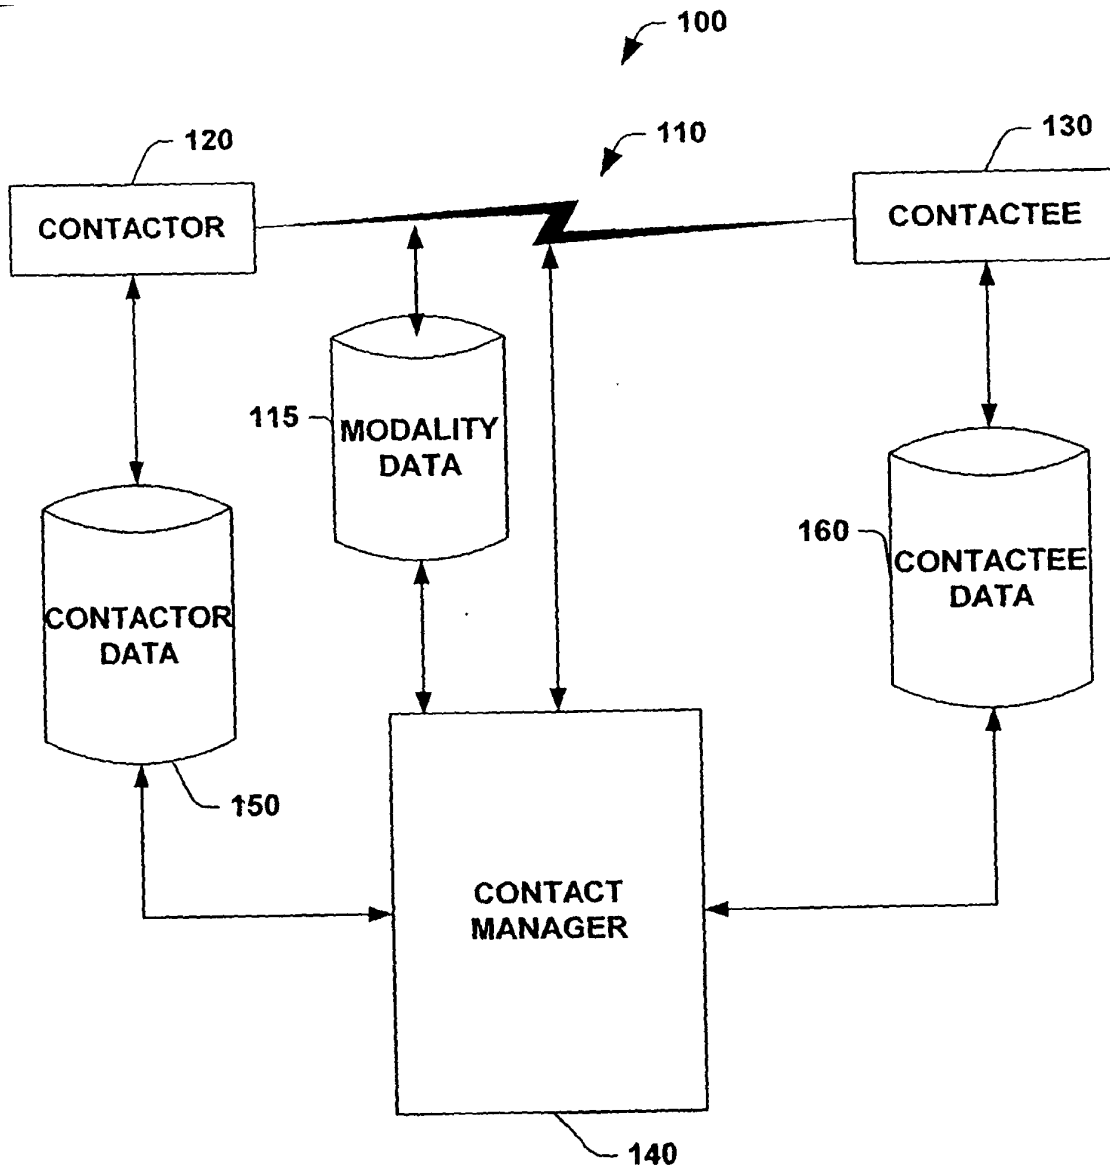 100
120
110
130
CONTACTOR
CONTACTEE
115
MODALITY
DATA
160
CONTACTEE
DATA
CONTACTOR
DATA
150
CONTACT
MANAGER
140